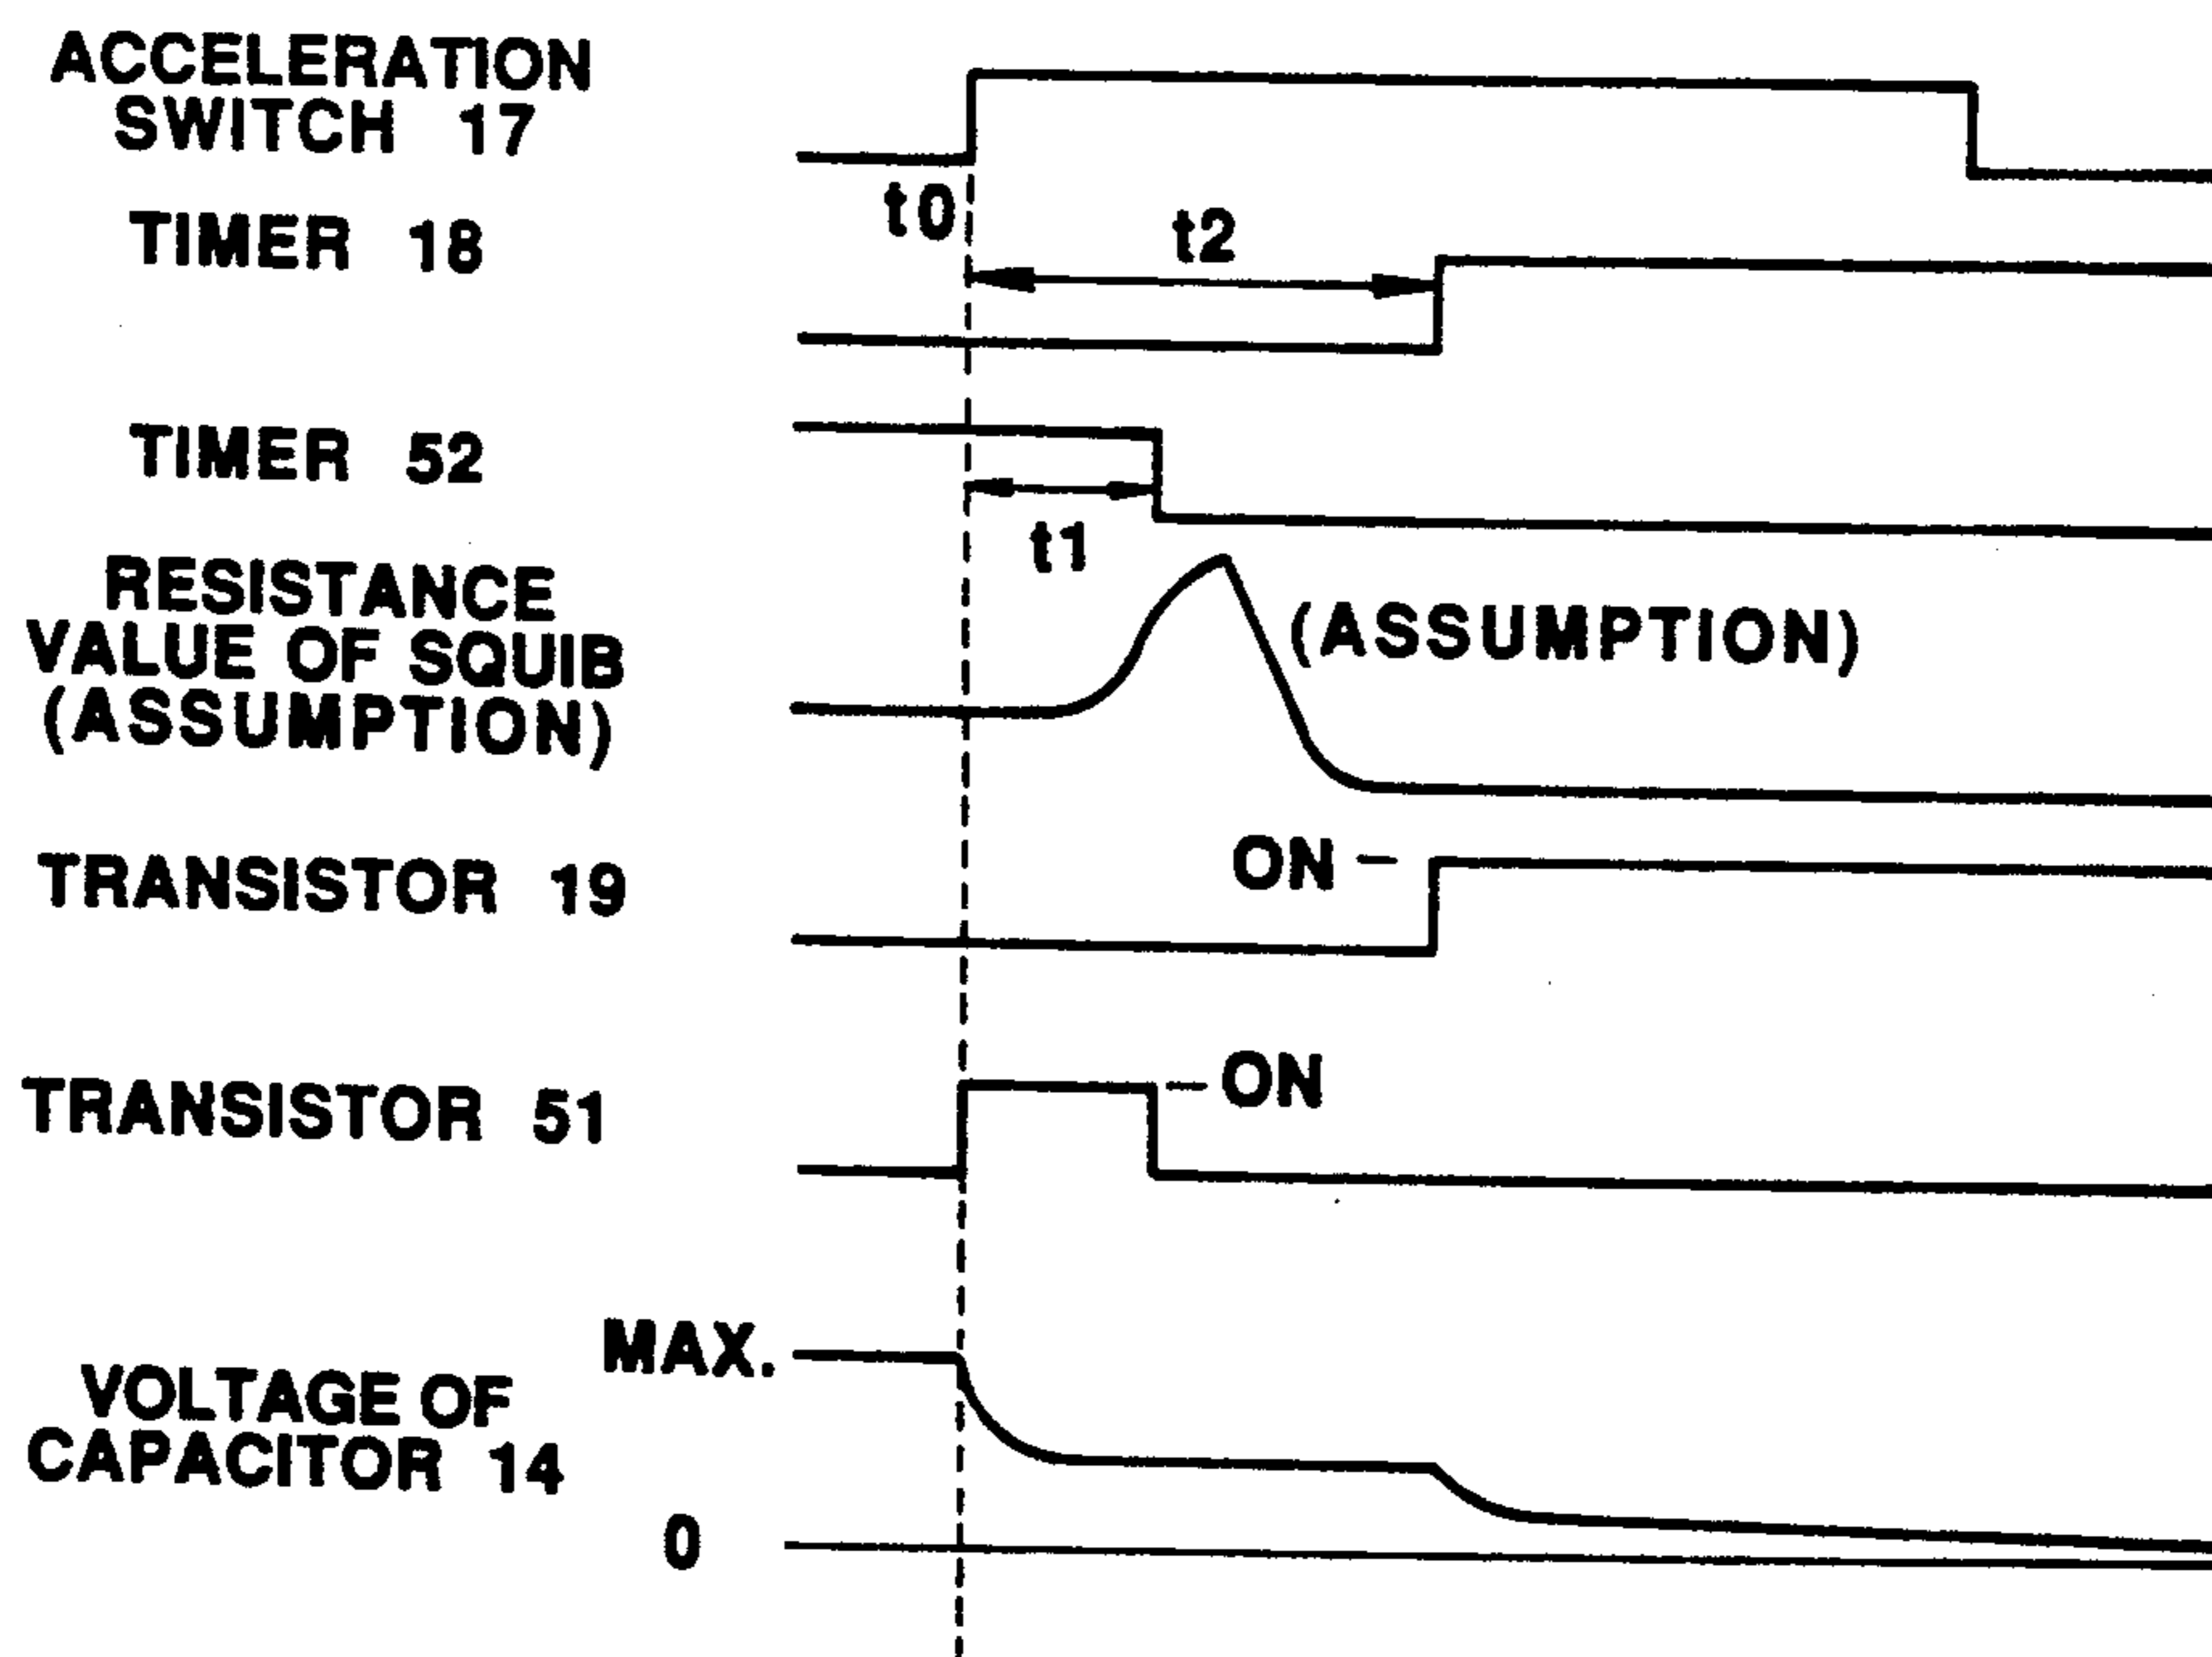 ACCELERATION
SWITCH 17
t0
TIMER 18
t2
TIMER 52
t1
RESISTANCE
VALUE OF SQUIB
(ASSUMPTION)
(ASSUMPTION)
TRANSISTOR 19
ON
TRANSISTOR 51
ON
MAX.
VOLTAGE OF
CAPACITOR 14
0